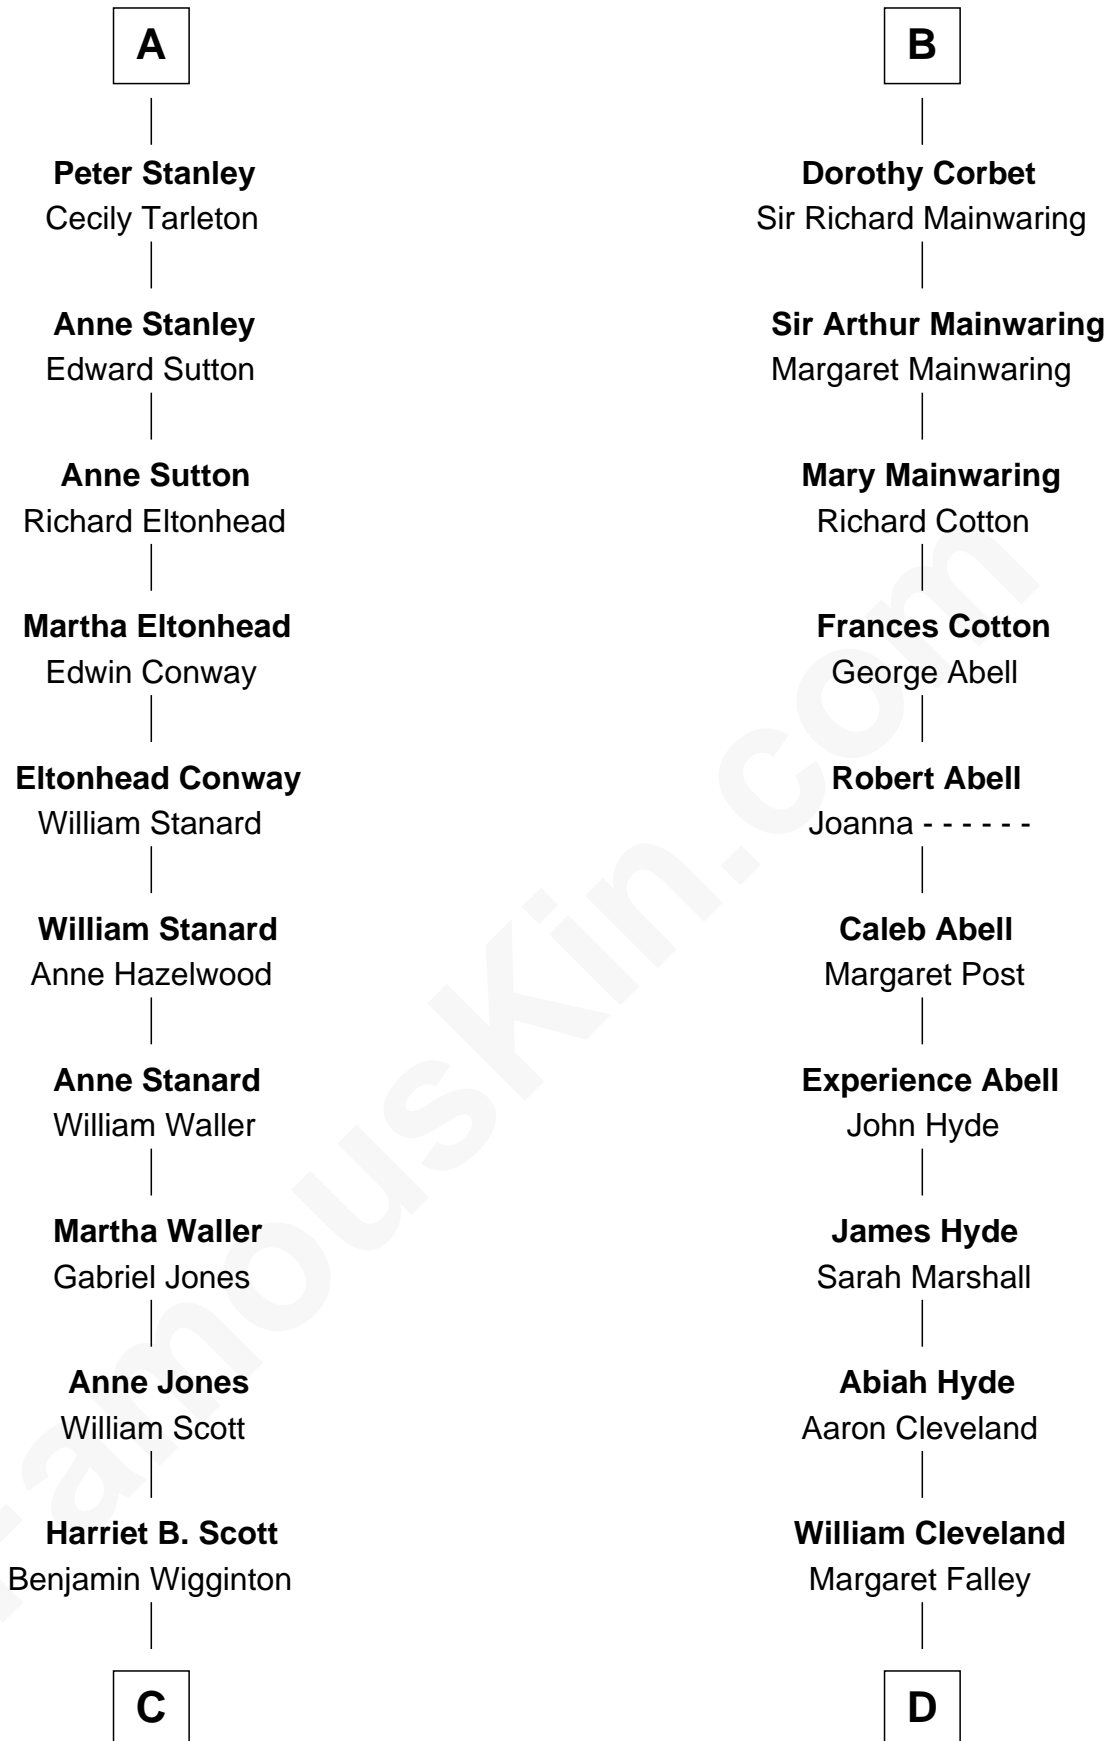 A
Peter Stanley
Cecily Tarleton
Anne Stanley
Edward Sutton
Anne Sutton
Richard Eltonhead
Martha Eltonhead
Edwin Conway
Eltonhead Conway
William Stanard
William Stanard
Anne Hazelwood
Anne Stanard
William Waller
Martha Waller
Gabriel Jones
Anne Jones
William Scott
Harriet B. Scott
Benjamin Wigginton
C
B
Dorothy Corbet
Sir Richard Mainwaring
Sir Arthur Mainwaring
Margaret Mainwaring
Mary Mainwaring
Richard Cotton
Frances Cotton
George Abell
Robert Abell
Joanna - - - - - -
Caleb Abell
Margaret Post
Experience Abell
John Hyde
James Hyde
Sarah Marshall
Abiah Hyde
Aaron Cleveland
William Cleveland
Margaret Falley
D
FamousKin.com